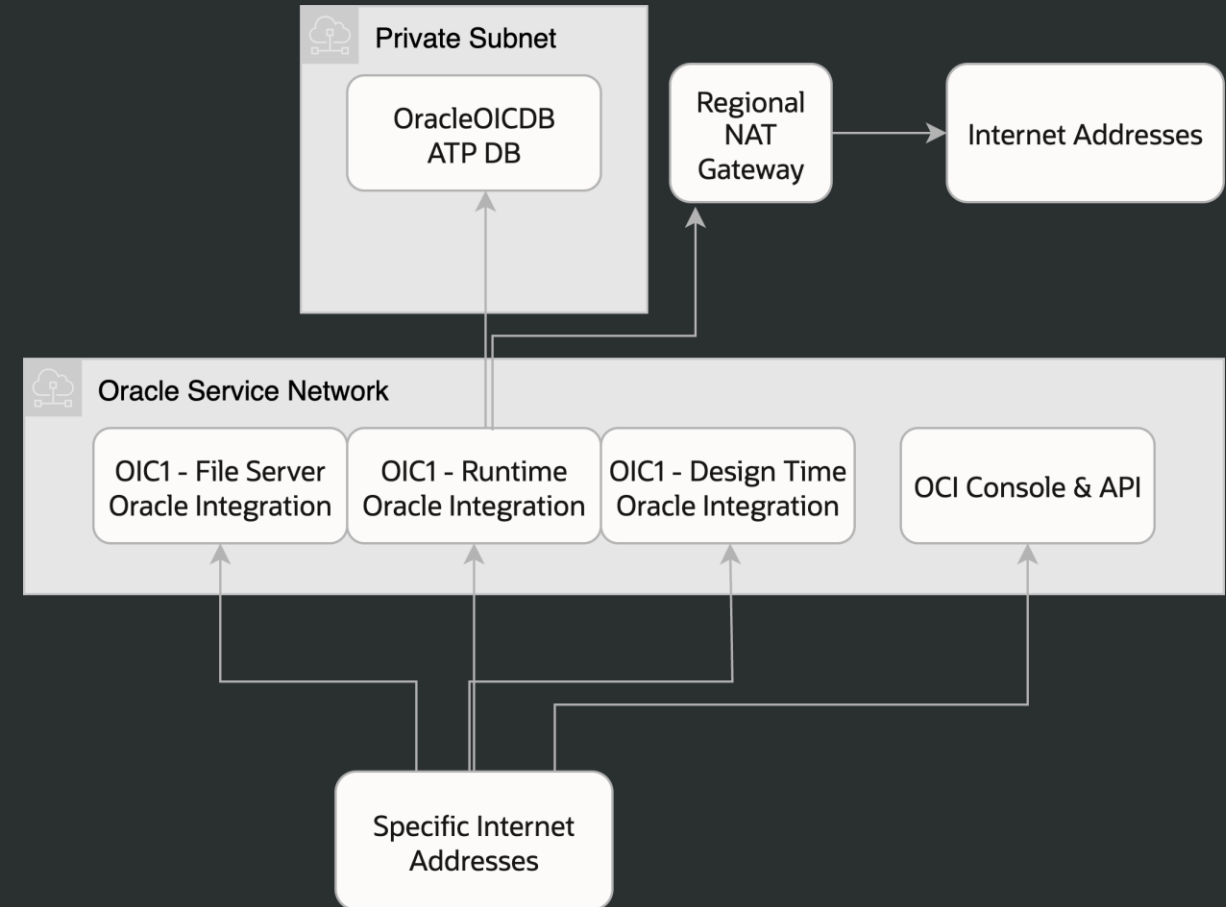 Private Subnet
OracleOICDB
ATP DB
Regional
NAT
Gateway
Internet Addresses
Oracle Service Network
OIC1 - File Server
Oracle Integration
OIC1 - Runtime
Oracle Integration
OIC1 - Design Time
Oracle Integration
OCI Console & API
Specific Internet
Addresses